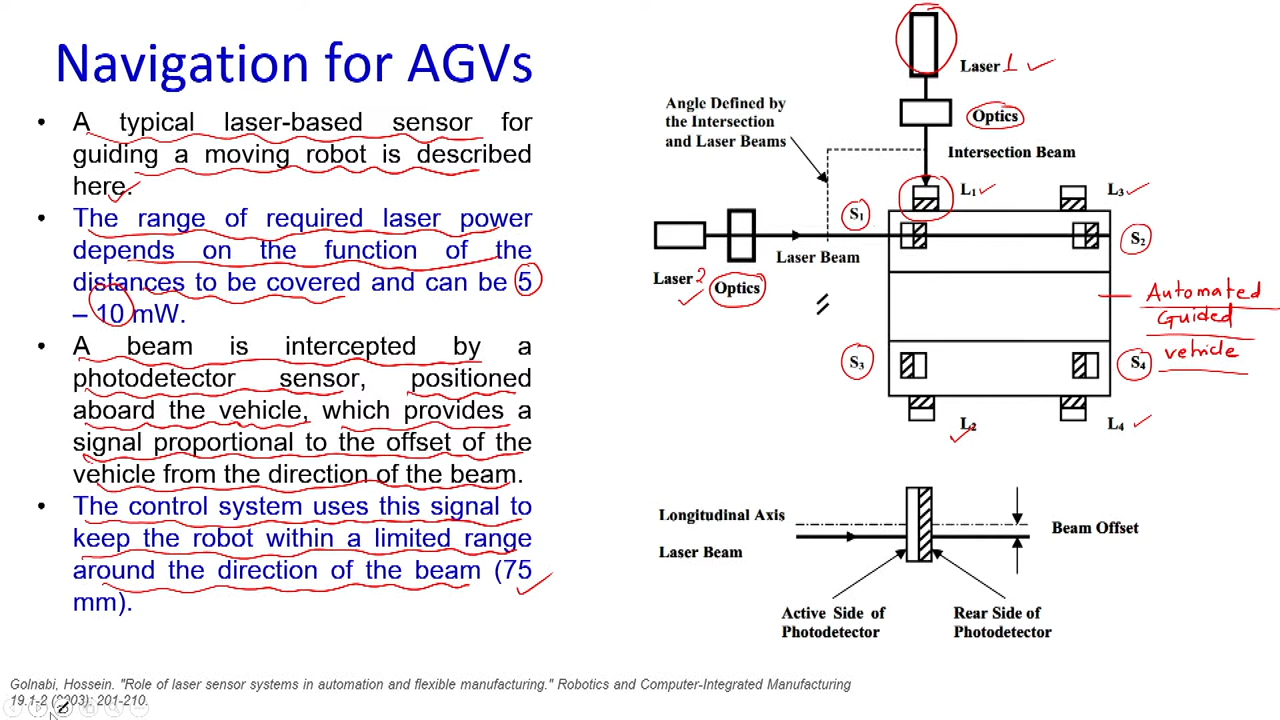 Navigation for AGVs
• A typical laser-based sensor for
guiding a moving robot is described
here.
• The range of required laser power
depends on the function of the
distances to be covered and can be 5
– 10 mW.
• A beam is intercepted by a
photodetector sensor, positioned
aboard the vehicle, which provides a
signal proportional to the offset of the
vehicle from the direction of the beam.
• The control system uses this signal to
keep the robot within a limited range
around the direction of the beam (75
mm).
Laser 1
Angle Defined by
the Intersection
and Laser Beams
Optics
Intersection Beam
L₁
L₃
S₁
S₂
Laser Beam
Laser 2
Optics
Automated
Guided
vehicle
S₃
S₄
L₂
L₄
Longitudinal Axis
Laser Beam
Beam Offset
Active Side of
Photodetector
Rear Side of
Photodetector
Golnabi, Hossein. "Role of laser sensor systems in automation and flexible manufacturing." Robotics and Computer-Integrated Manufacturing
19.1-2 (2003): 201-210.